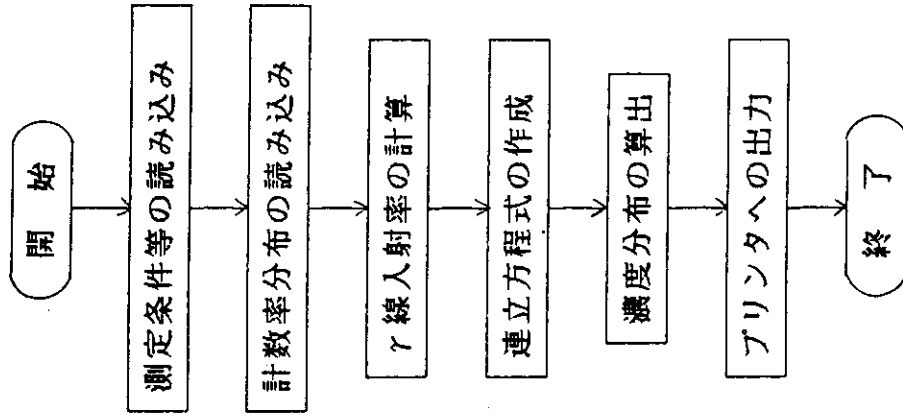 開始
測定条件等の読み込み
計数率分布の読み込み
γ線入射率の計算
連立方程式の作成
濃度分布の算出
プリンタへの出力
終了